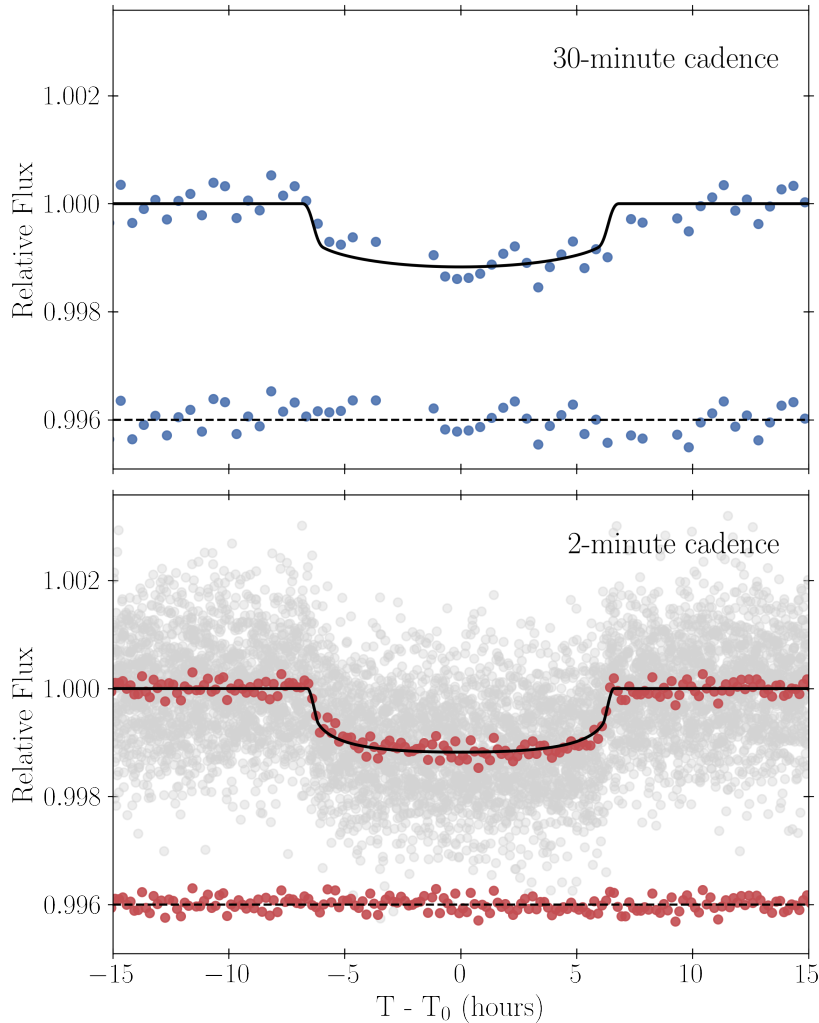 30-minute cadence
1.002
1.000
0.998
0.996
Relative Flux
2-minute cadence
1.002
1.000
0.998
0.996
Relative Flux
−15 −10 −5 0 5 10 15
T - T₀ (hours)